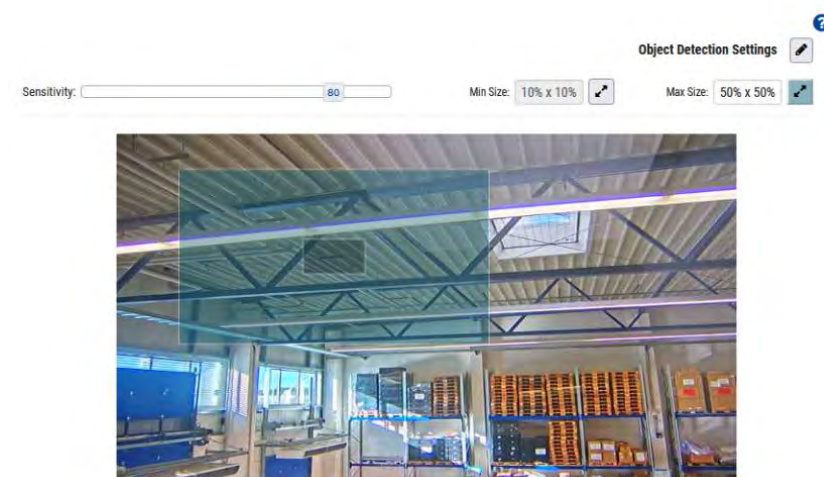 ?
Object Detection Settings
Sensitivity: 80 Min Size: 10% x 10% Max Size: 50% x 50%